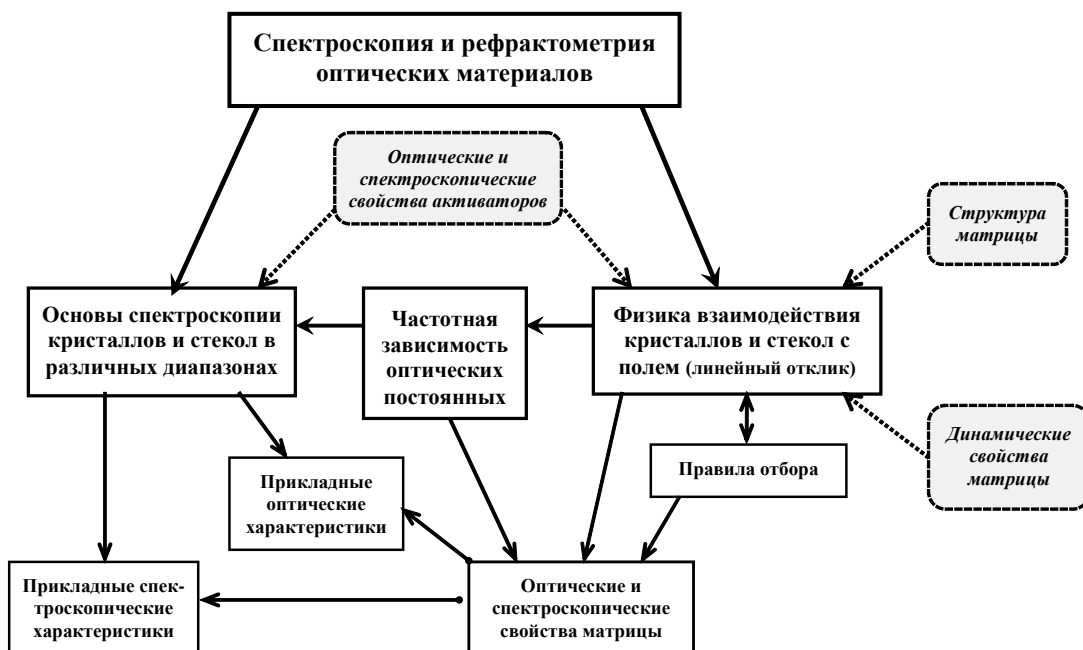 Спектроскопия и рефрактометрия
оптических материалов
Оптические и
спектроскопические
свойства активаторов
Структура
матрицы
Основы спектроскопии
кристаллов и стекол в
различных диапазонах
Частотная
зависимость
оптических
постоянных
Физика взаимодействия
кристаллов и стекол с
полем (линейный отклик)
Динамические
свойства
матрицы
Правила отбора
Прикладные
оптические
характеристики
Прикладные спек-
троскопические
характеристики
Оптические и
спектроскопические
свойства матрицы